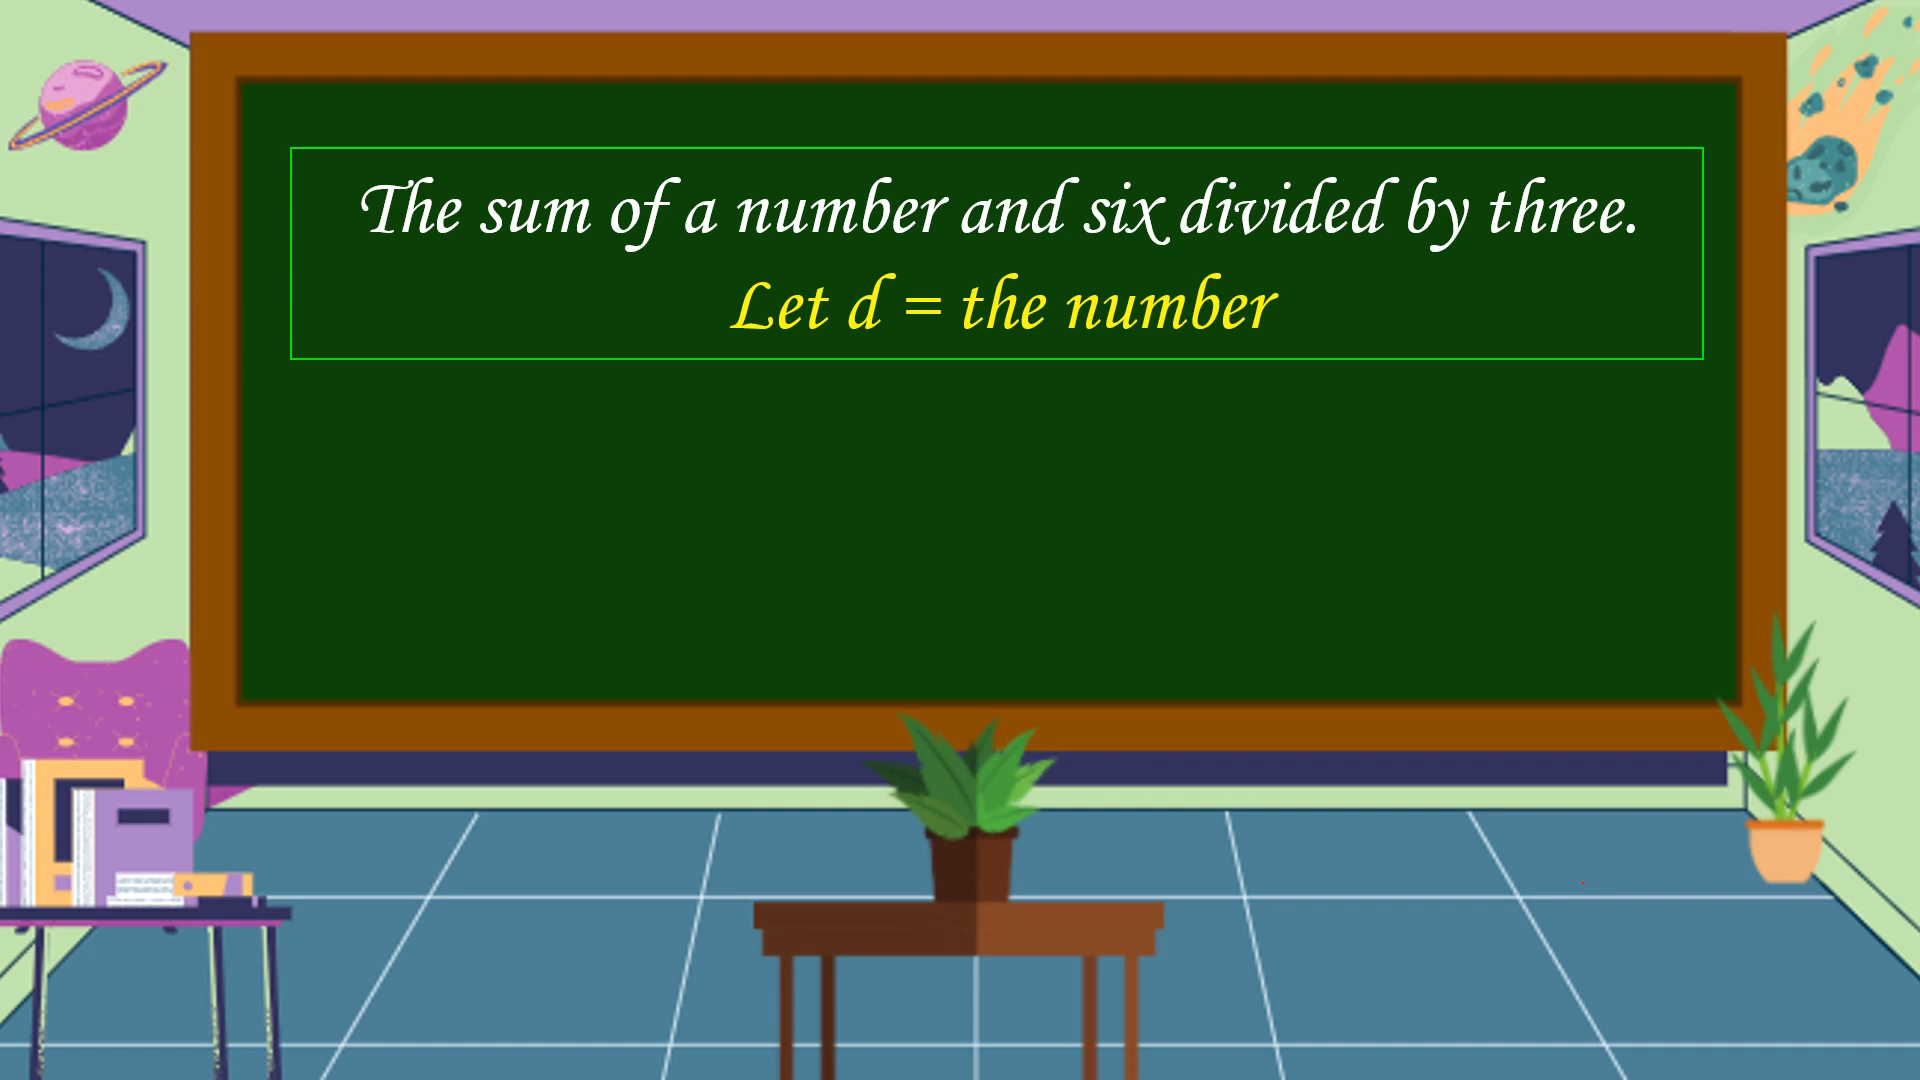 The sum of a number and six divided by three.
Let d = the number